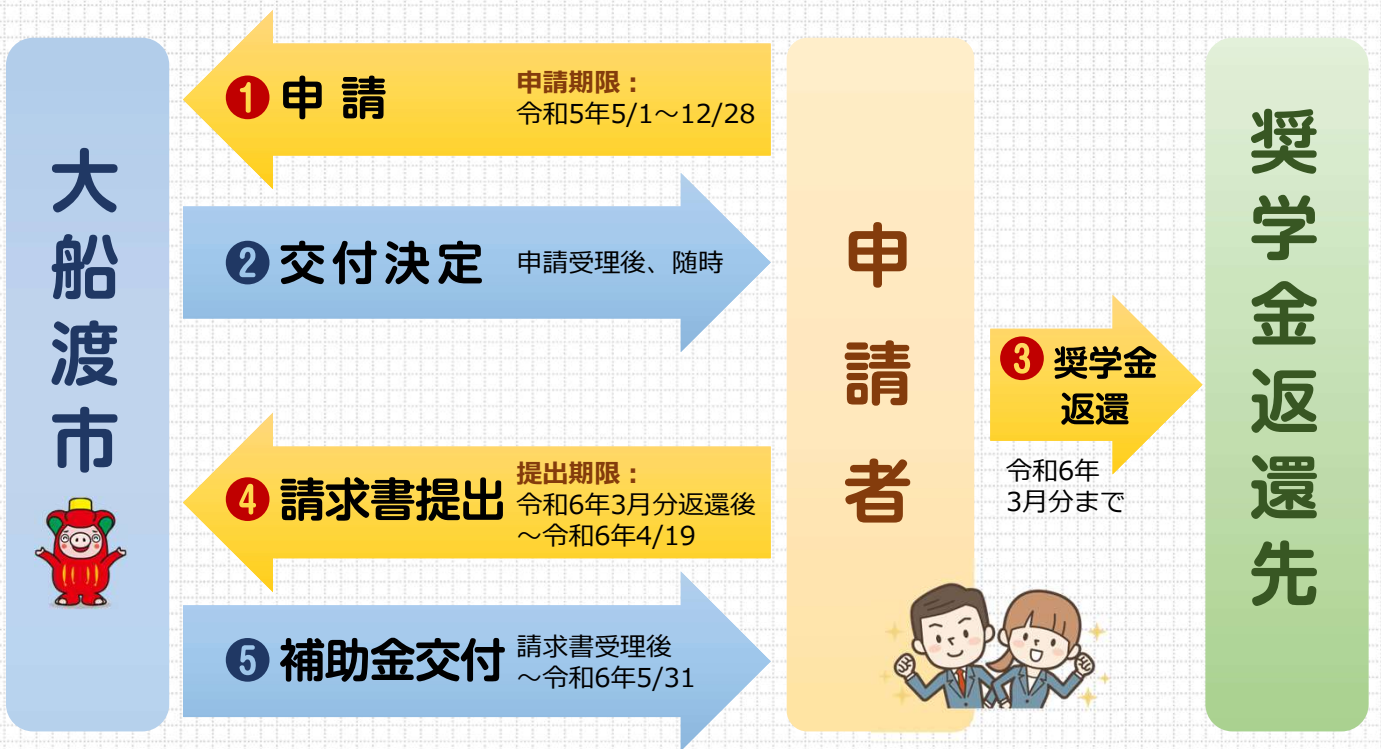 大船渡市
❶申請
申請期限：
令和5年5/1～12/28
❷交付決定
申請受理後、随時
申請者
❸奨学金
返還
令和6年
3月分まで
❹請求書提出
提出期限：
令和6年3月分返還後
～令和6年4/19
❺補助金交付
請求書受理後
～令和6年5/31
奨学金返還先